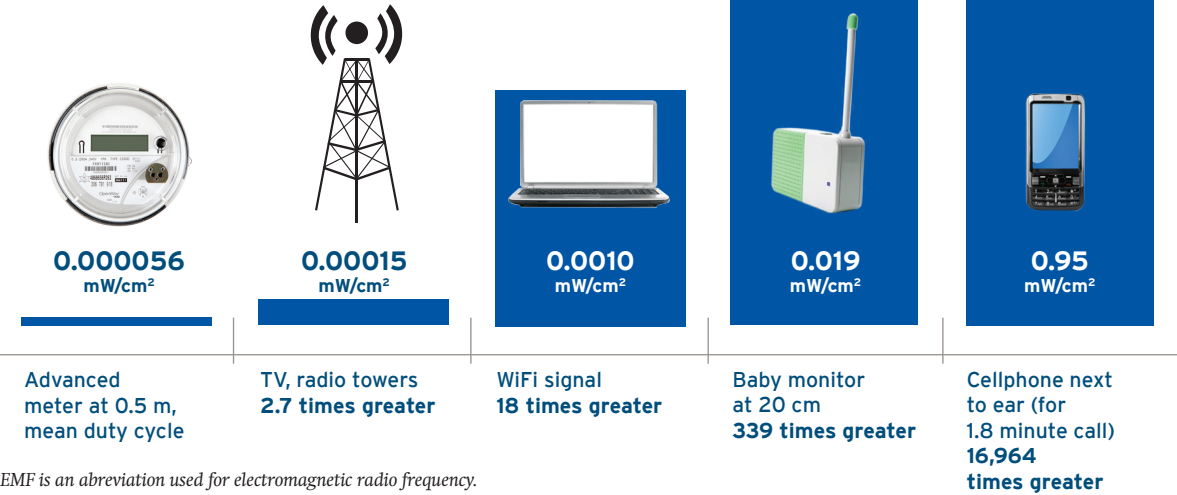 0.000056
mW/cm²
0.00015
mW/cm²
0.0010
mW/cm²
0.019
mW/cm²
0.95
mW/cm²
Advanced
meter at 0.5 m,
mean duty cycle
TV, radio towers
2.7 times greater
WiFi signal
18 times greater
Baby monitor
at 20 cm
339 times greater
Cellphone next
to ear (for
1.8 minute call)
16,964
times greater
EMF is an abreviation used for electromagnetic radio frequency.